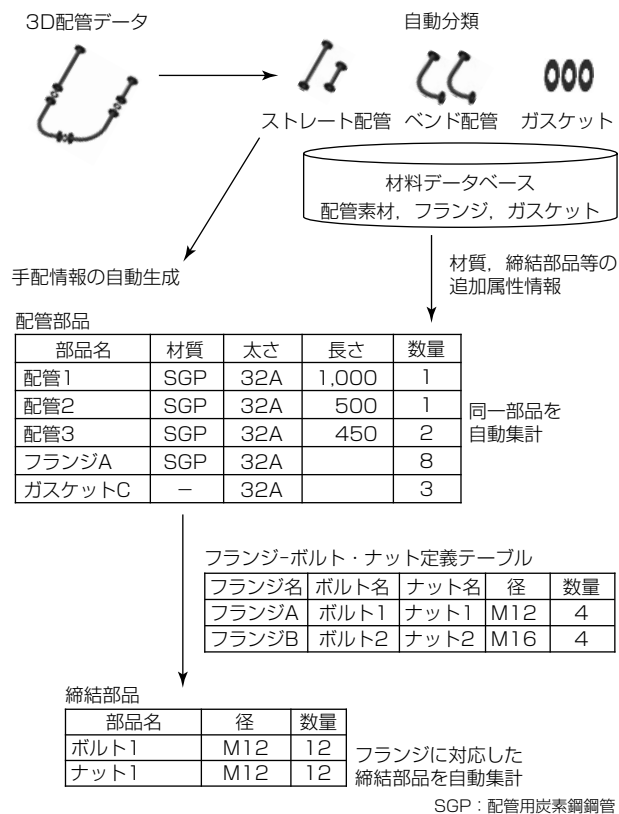 3D配管データ
自動分類
ストレート配管 ベンド配管 ガスケット
材料データベース
配管素材，フランジ，ガスケット
手配情報の自動生成
材質，締結部品等の
追加属性情報
配管部品
部品名 材質 太さ 長さ 数量
配管1 SGP 32A 1,000 1
配管2 SGP 32A 500 1
配管3 SGP 32A 450 2
フランジA SGP 32A 8
ガスケットC − 32A 3
同一部品を
自動集計
フランジ-ボルト・ナット定義テーブル
フランジ名 ボルト名 ナット名 径 数量
フランジA ボルト1 ナット1 M12 4
フランジB ボルト2 ナット2 M16 4
締結部品
部品名 径 数量
ボルト1 M12 12
ナット1 M12 12
フランジに対応した
締結部品を自動集計
SGP：配管用炭素鋼鋼管